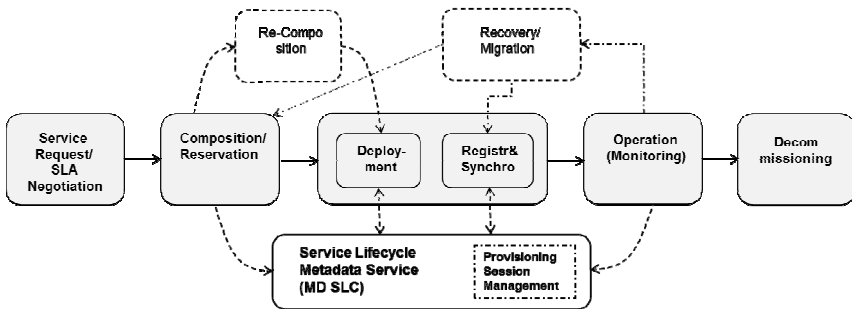 Re-Compo
sition
Recovery/
Migration
Service
Request/
SLA
Negotiation
Composition/
Reservation
Deploy-
ment
Registr&
Synchro
Operation
(Monitoring)
Decom
missioning
Service Lifecycle
Metadata Service
(MD SLC)
Provisioning
Session
Management